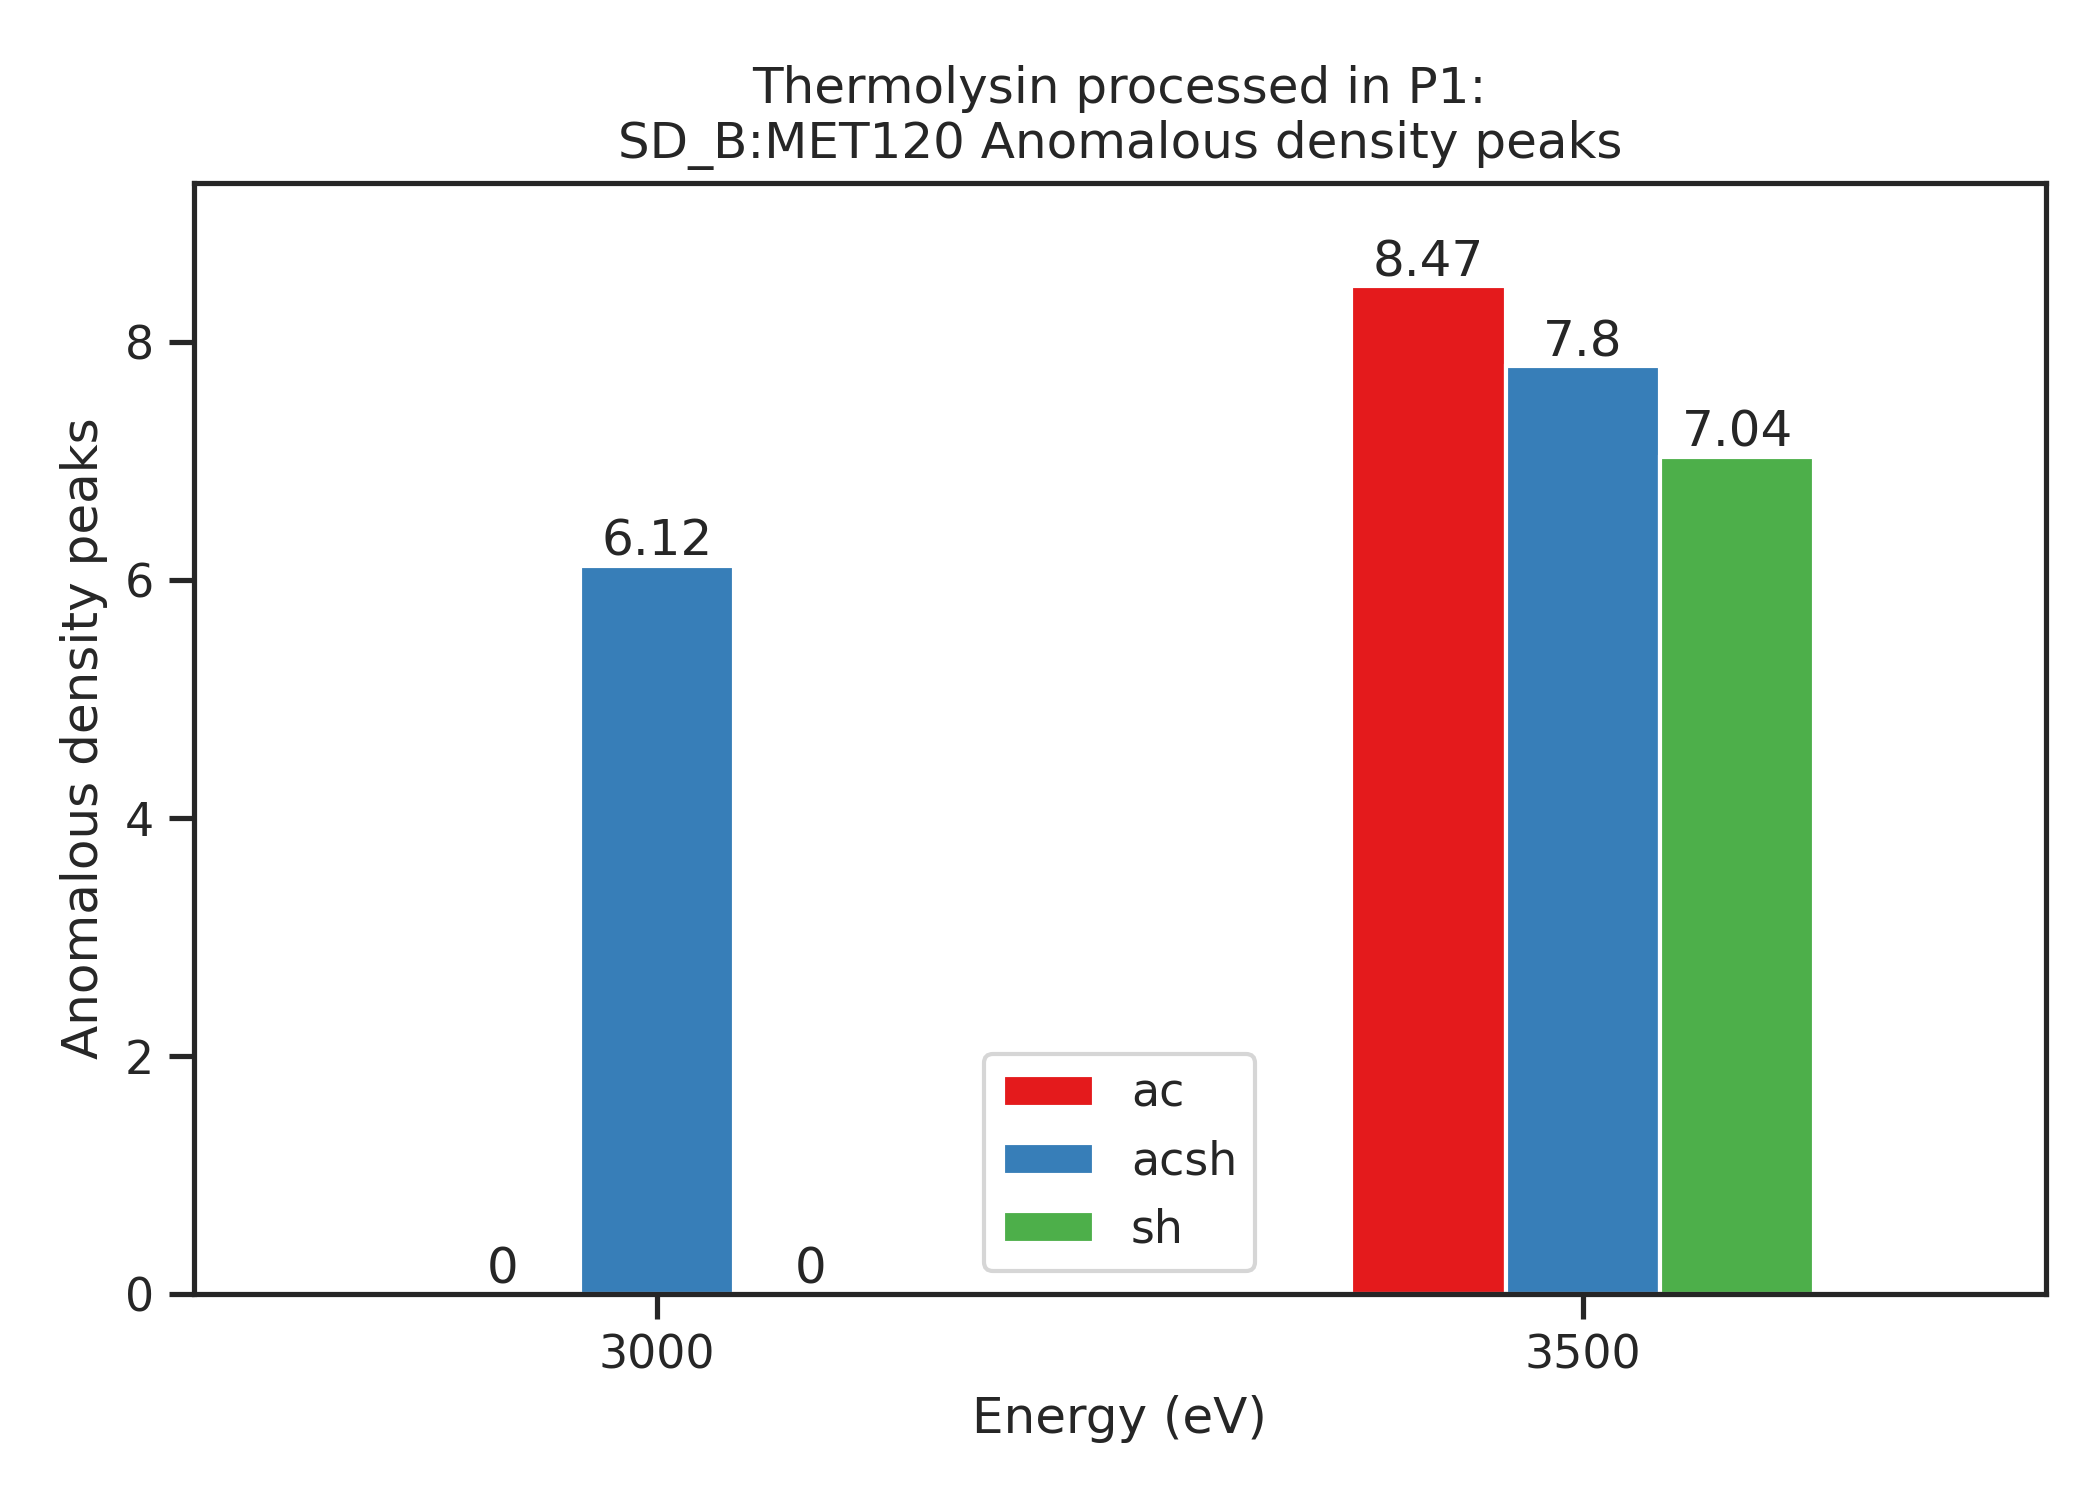 Thermolysin processed in P1:
SD_B:MET120 Anomalous density peaks
Anomalous density peaks
8
6
4
2
0
8.47
7.8
7.04
6.12
0
0
ac
acsh
sh
3000
3500
Energy (eV)